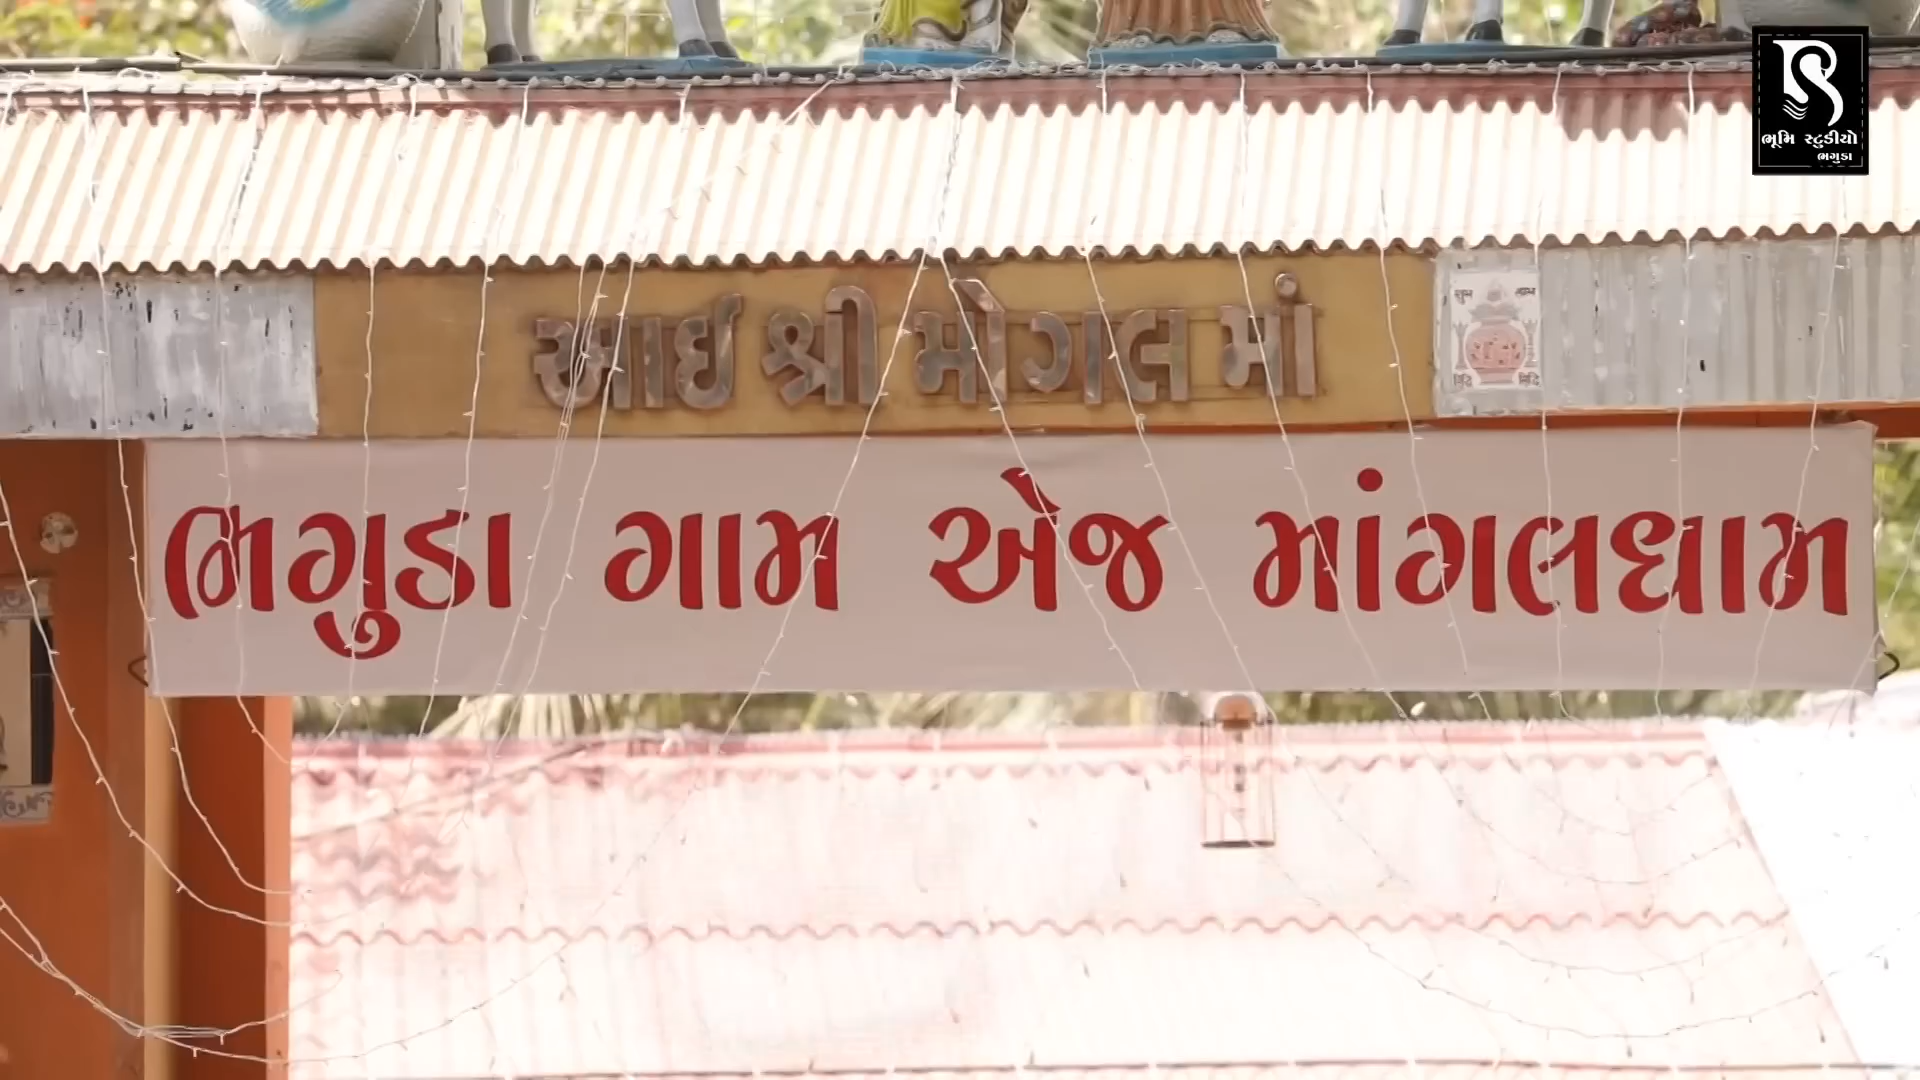 ભૂમિ સ્ટુડીયો
ભગુડા
આઈ શ્રી મોગલ માં
ભગુડા ગામ એજ માંગલધામ